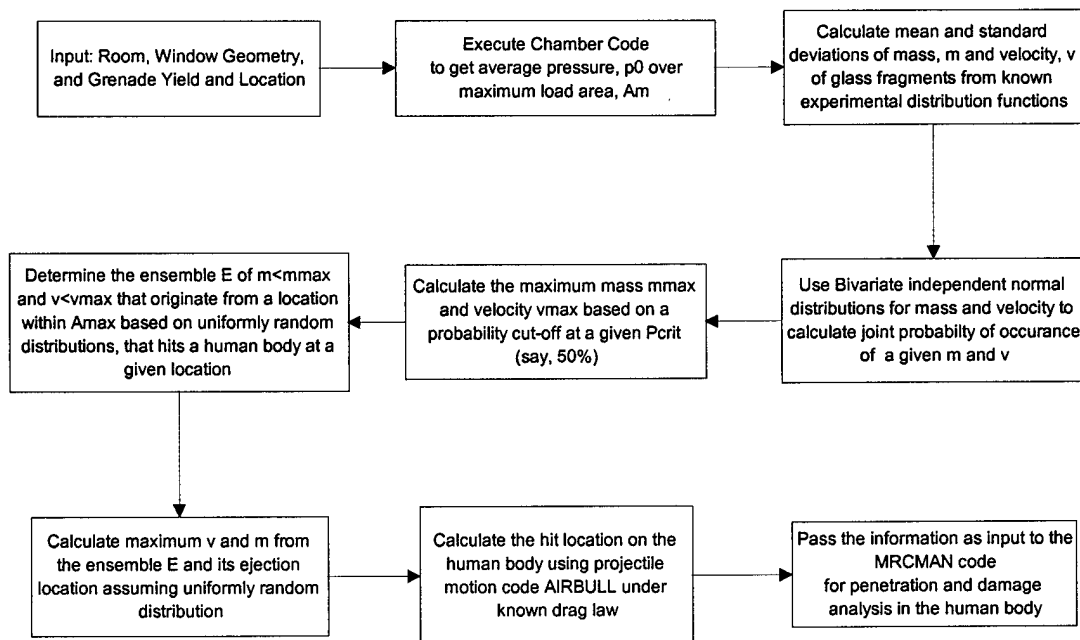 Input: Room, Window Geometry,
and Grenade Yield and Location
Execute Chamber Code
to get average pressure, p0 over
maximum load area, Am
Calculate mean and standard
deviations of mass, m and velocity, v
of glass fragments from known
experimental distribution functions
Use Bivariate independent normal
distributions for mass and velocity to
calculate joint probabilty of occurance
of a given m and v
Calculate the maximum mass mmax
and velocity vmax based on a
probability cut-off at a given Pcrit
(say, 50%)
Determine the ensemble E of m<mmax
and v<vmax that originate from a location
within Amax based on uniformly random
distributions, that hits a human body at a
given location
Calculate maximum v and m from
the ensemble E and its ejection
location assuming uniformly random
distribution
Calculate the hit location on the
human body using projectile
motion code AIRBULL under
known drag law
Pass the information as input to the
MRCMAN code
for penetration and damage
analysis in the human body